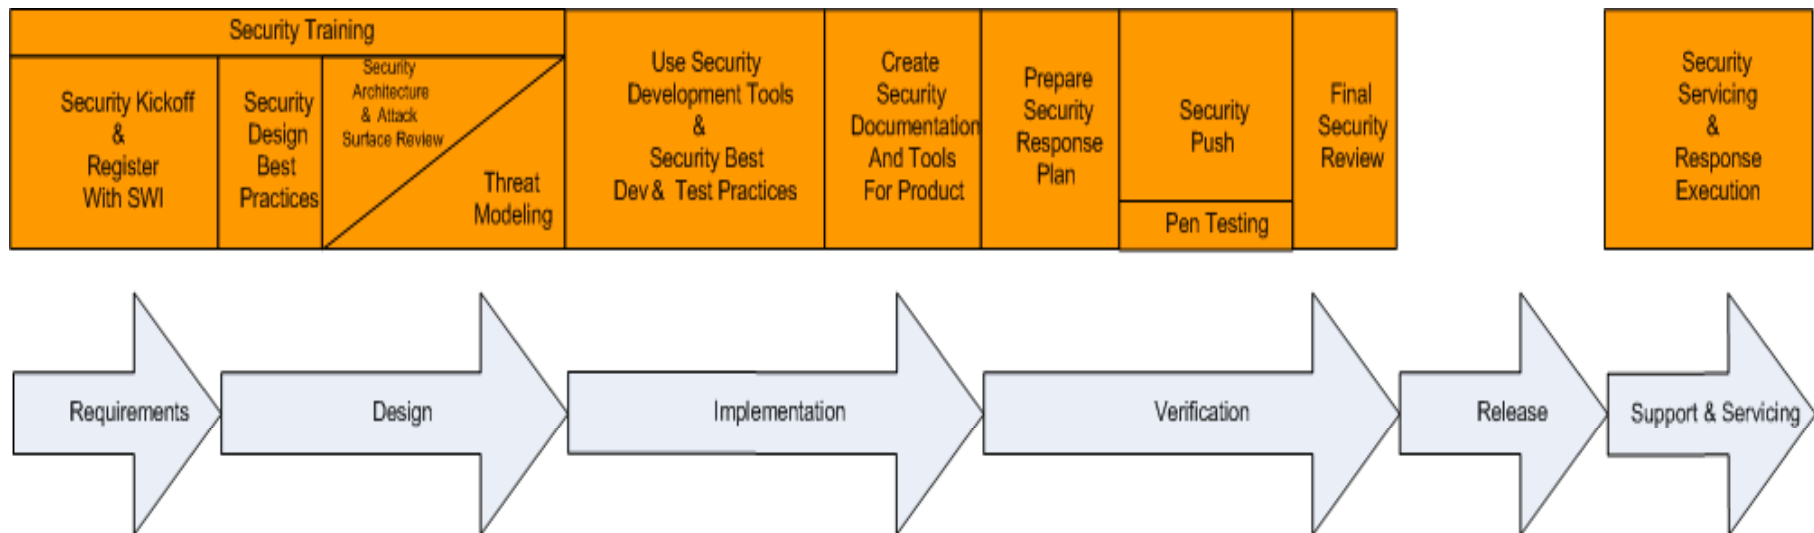 Security Training
Security Kickoff
&
Register
With SWI
Security
Design
Best
Practices
Security
Architecture
& Attack
Surface Review
Threat
Modeling
Use Security
Development Tools
&
Security Best
Dev & Test Practices
Create
Security
Documentation
And Tools
For Product
Prepare
Security
Response
Plan
Security
Push
Pen Testing
Final
Security
Review
Security
Servicing
&
Response
Execution
Requirements
Design
Implementation
Verification
Release
Support & Servicing